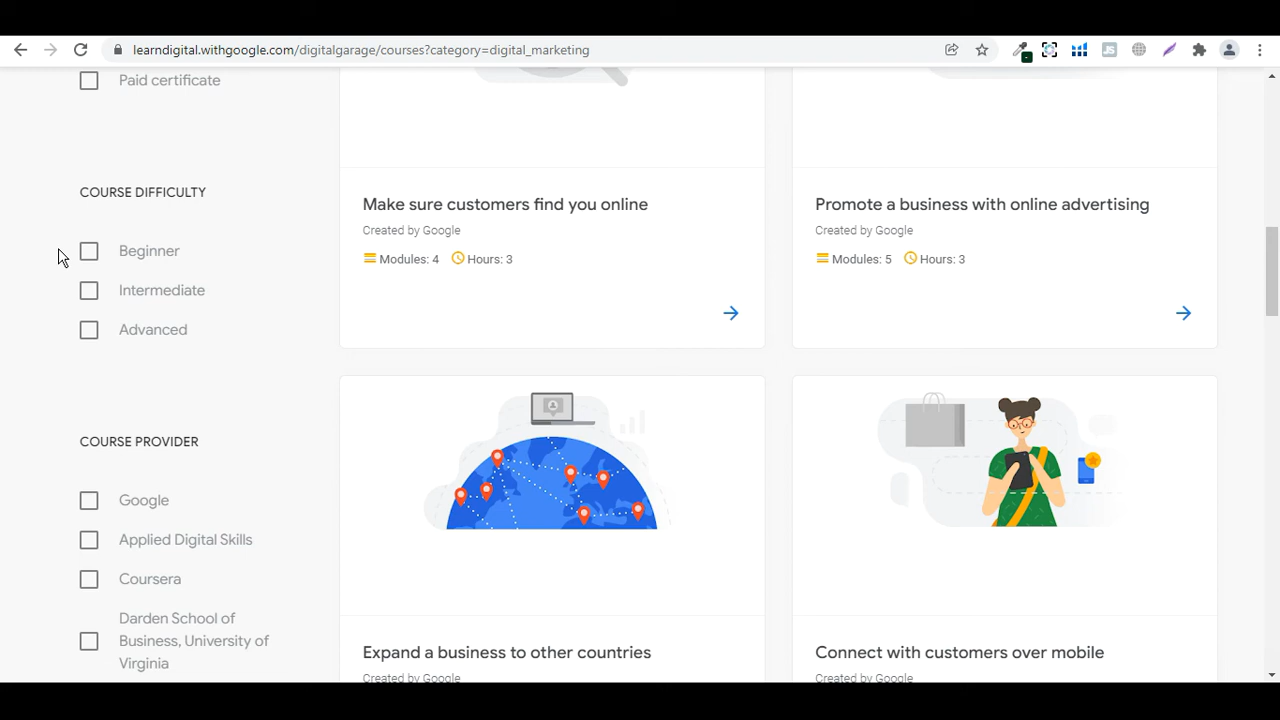 learndigital.withgoogle.com/digitalgarage/courses?category=digital_marketing
JS
Paid certificate
COURSE DIFFICULTY
Beginner
Intermediate
Advanced
COURSE PROVIDER
Google
Applied Digital Skills
Coursera
Darden School of
Business, University of
Virginia
Make sure customers find you online
Created by Google
Modules: 4 Hours: 3
Promote a business with online advertising
Created by Google
Modules: 5 Hours: 3
Expand a business to other countries
Created by Google
Connect with customers over mobile
Created by Google